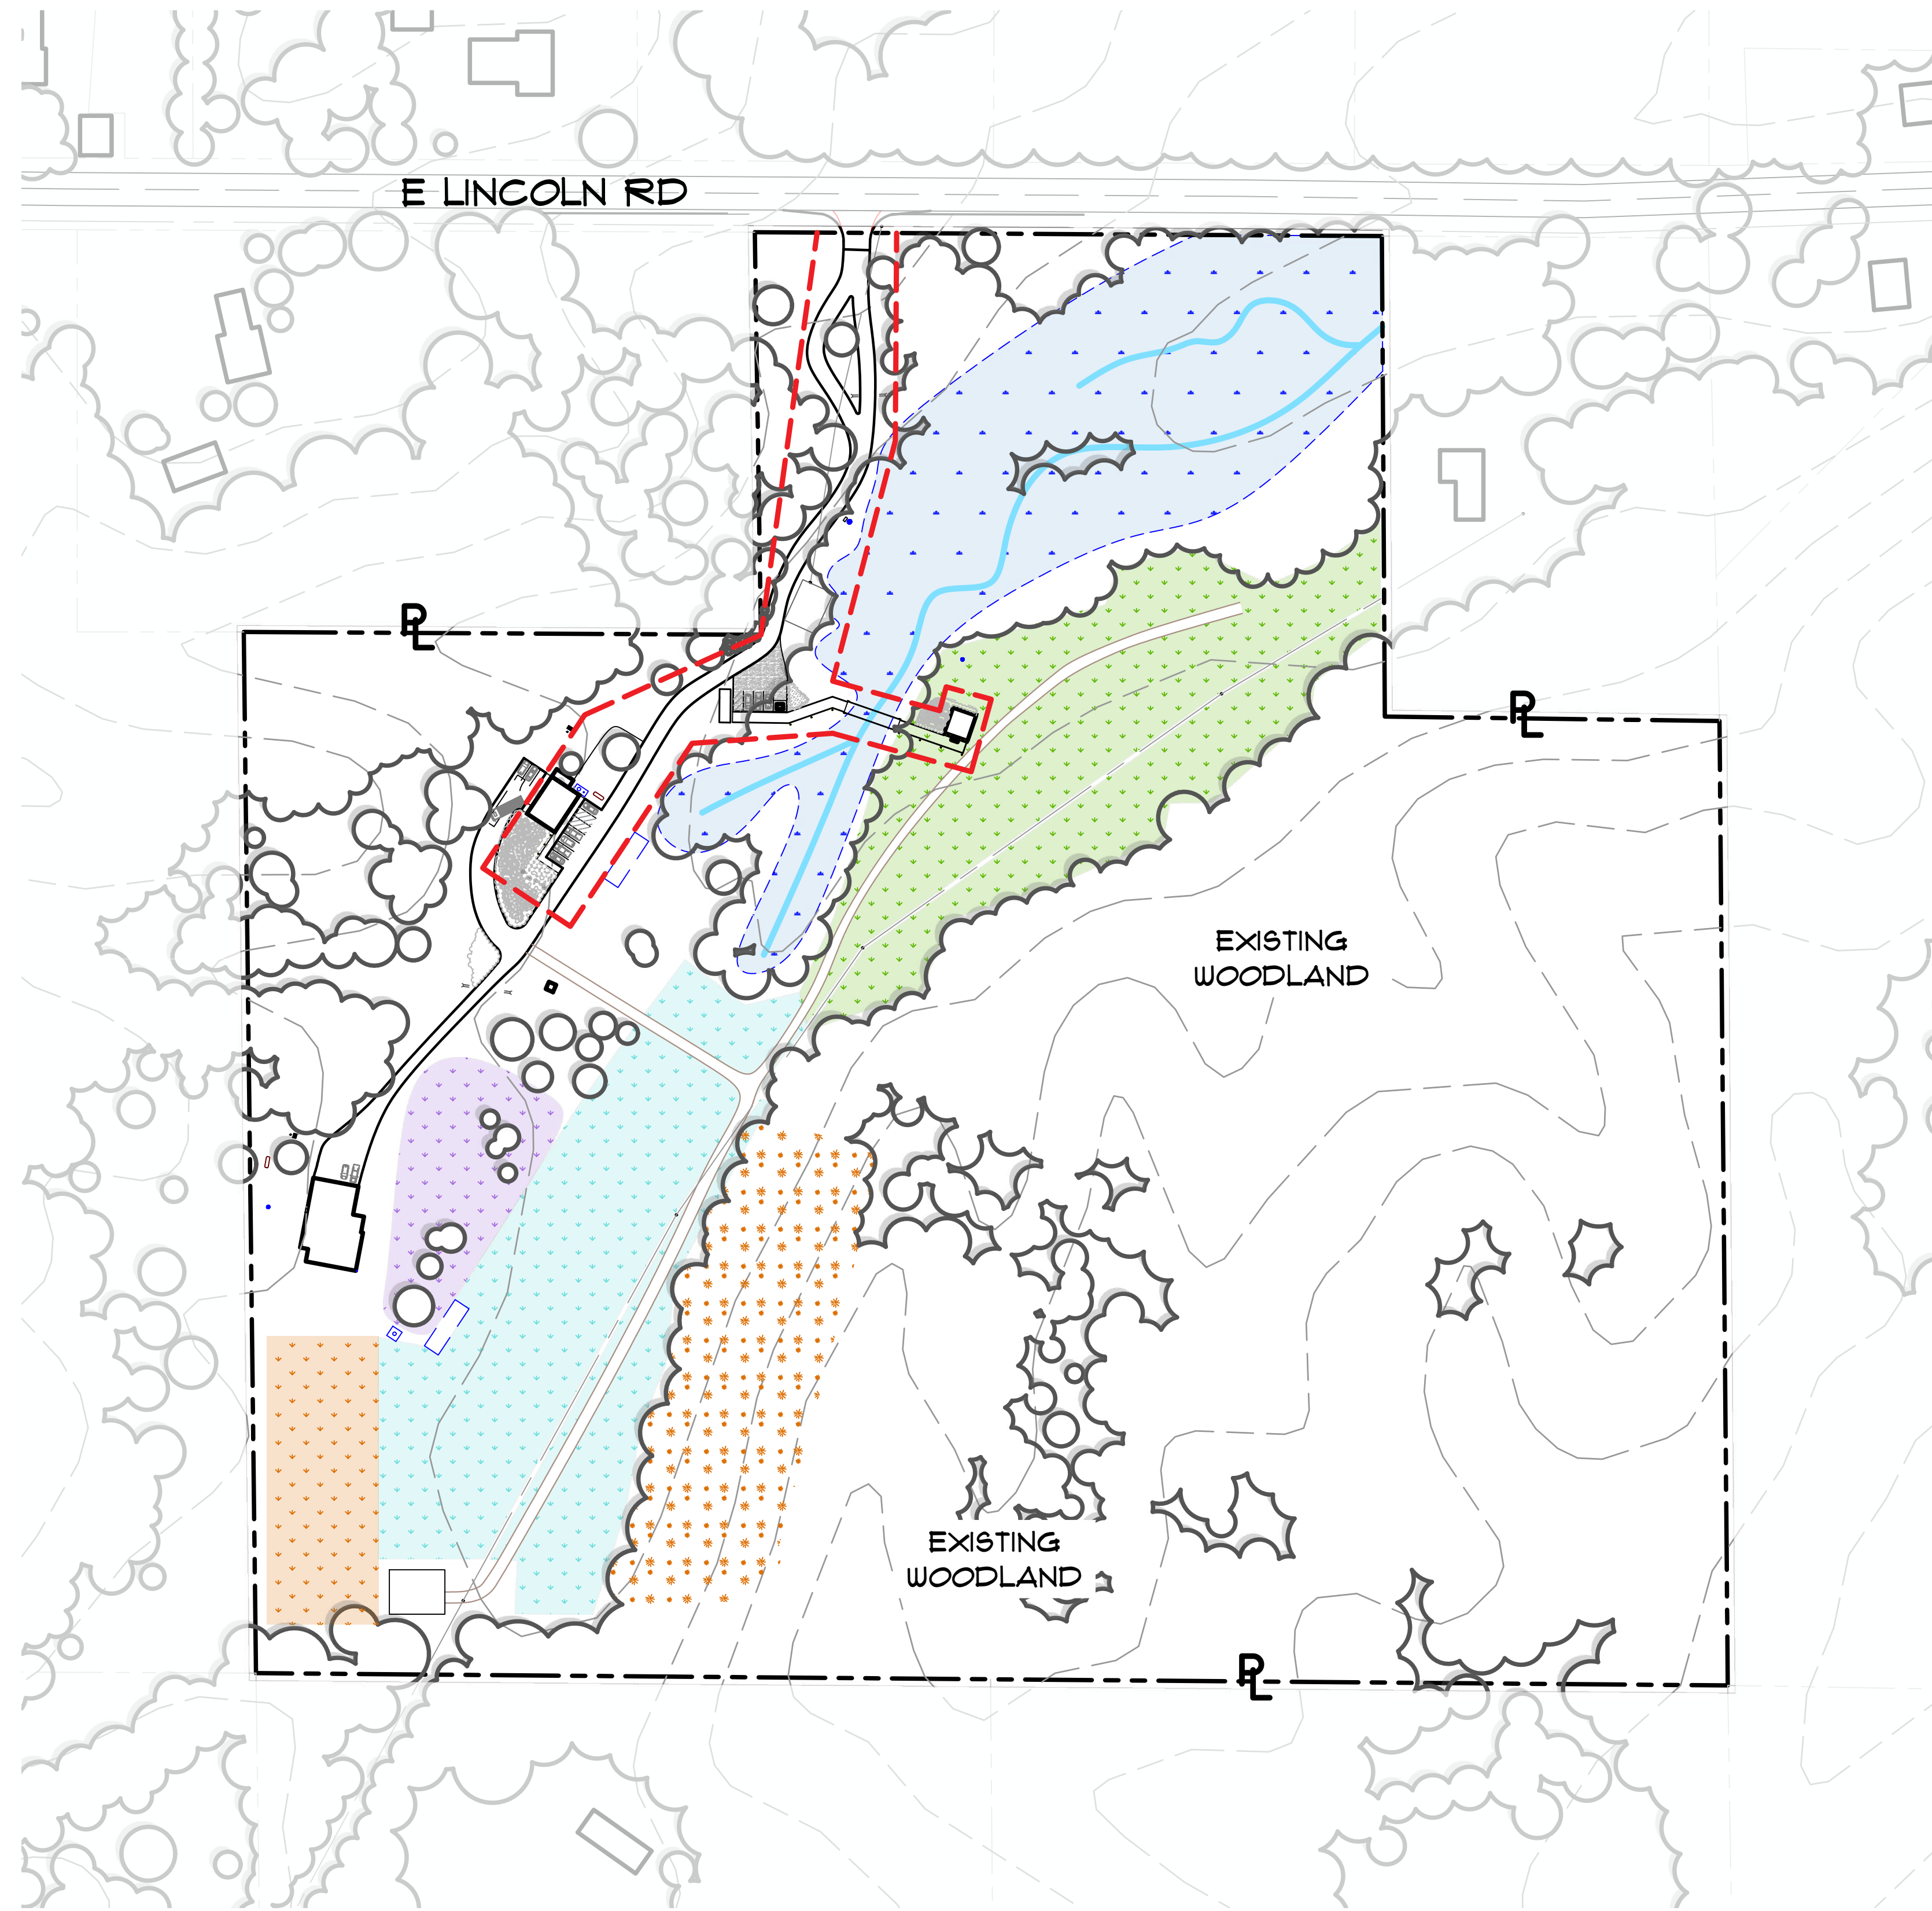 E LINCOLN RD
PL
PL
EXISTING
WOODLAND
EXISTING
WOODLAND
PL